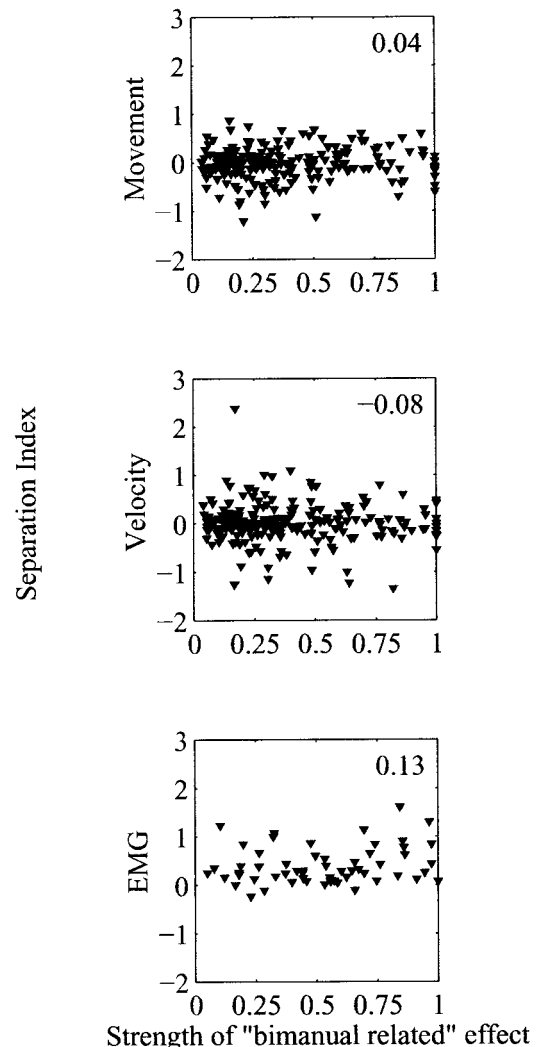 Separation Index
Movement
3
2
1
0
−1
−2
0.04
0 0.25 0.5 0.75 1
Velocity
3
2
1
0
−1
−2
−0.08
0 0.25 0.5 0.75 1
EMG
3
2
1
0
−1
−2
0.13
0 0.25 0.5 0.75 1
Strength of "bimanual related" effect